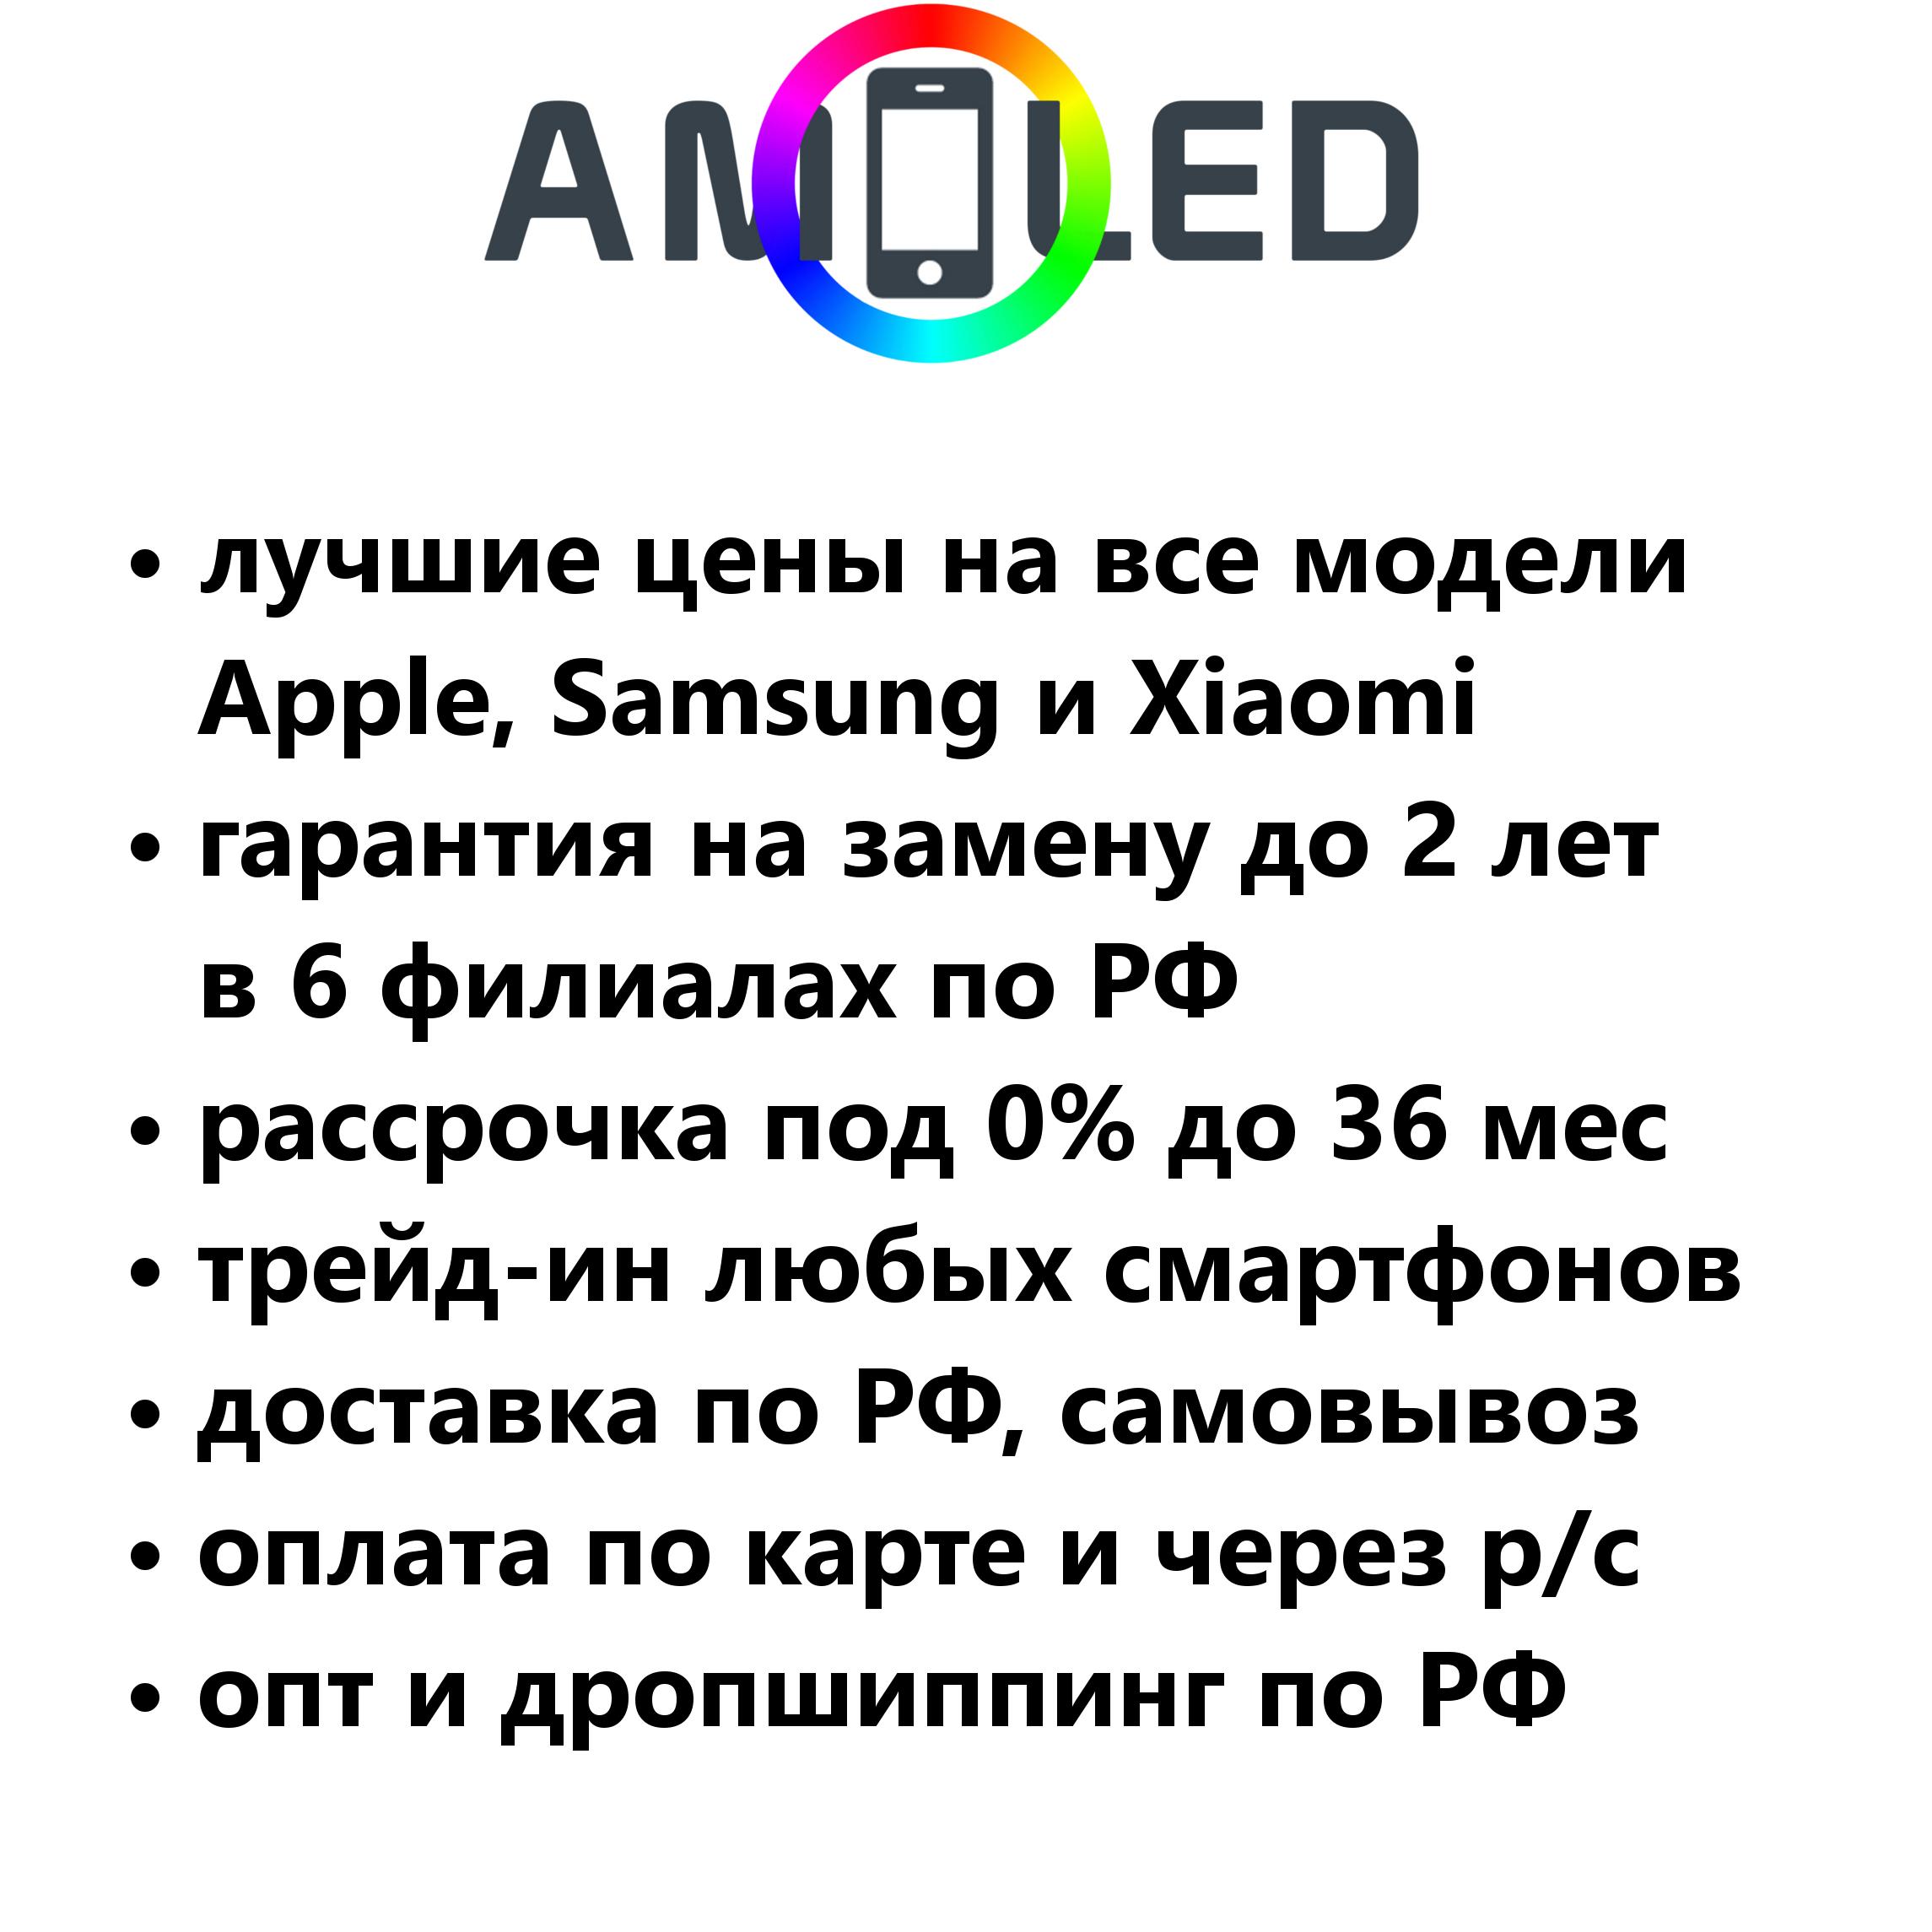 AMOLED
• лучшие цены на все модели
Apple, Samsung и Xiaomi
• гарантия на замену до 2 лет
в 6 филиалах по РФ
• рассрочка под 0% до 36 мес
• трейд-ин любых смартфонов
• доставка по РФ, самовывоз
• оплата по карте и через р/с
• опт и дропшиппинг по РФ